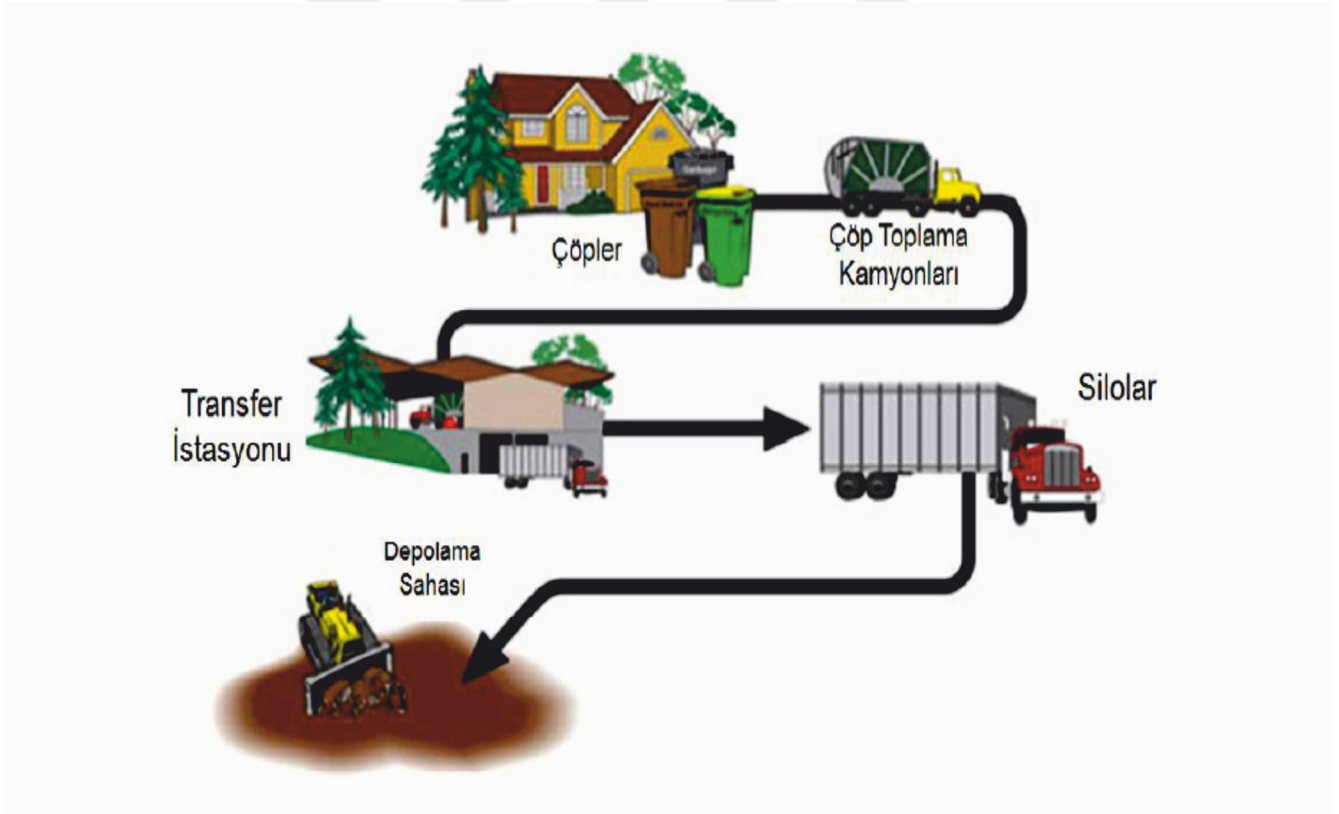 Çöpler
Çöp Toplama
Kamyonları
Transfer
İstasyonu
Silolar
Depolama
Sahası